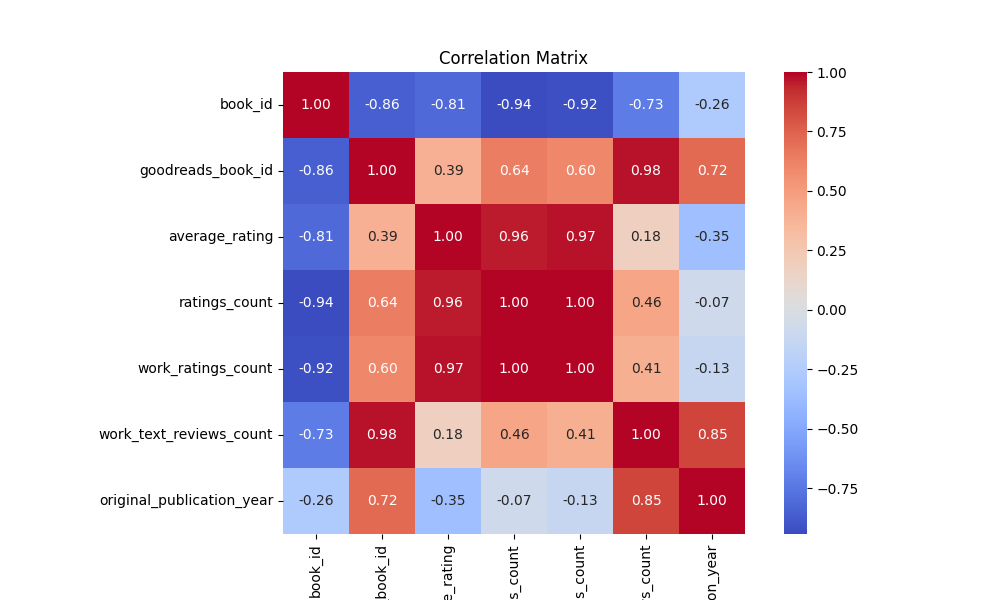 Correlation Matrix
book_id 1.00 -0.86 -0.81 -0.94 -0.92 -0.73 -0.26
goodreads_book_id -0.86 1.00 0.39 0.64 0.60 0.98 0.72
average_rating -0.81 0.39 1.00 0.96 0.97 0.18 -0.35
ratings_count -0.94 0.64 0.96 1.00 1.00 0.46 -0.07
work_ratings_count -0.92 0.60 0.97 1.00 1.00 0.41 -0.13
work_text_reviews_count -0.73 0.98 0.18 0.46 0.41 1.00 0.85
original_publication_year -0.26 0.72 -0.35 -0.07 -0.13 0.85 1.00
book_id
_book_id
e_rating
s_count
s_count
vs_count
on_year
1.00
0.75
0.50
0.25
0.00
−0.25
−0.50
−0.75